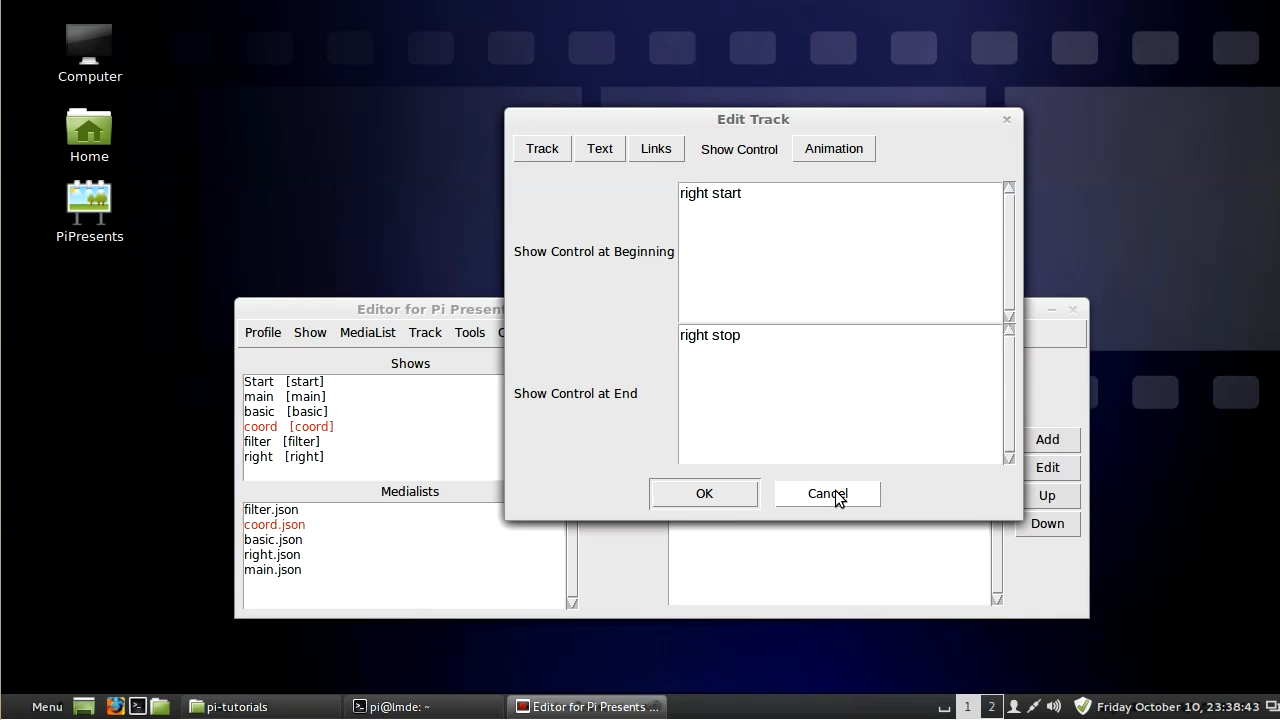 Computer
Home
PiPresents
Edit Track
Track
Text
Links
Show Control
Animation
Show Control at Beginning
right start
Show Control at End
right stop
OK
Cancel
Editor for Pi Present
Profile
Show
MediaList
Track
Tools
Shows
Start [start]
main [main]
basic [basic]
coord [coord]
filter [filter]
right [right]
Medialists
filter.json
coord.json
basic.json
right.json
main.json
Add
Edit
Up
Down
Menu
pi-tutorials
pi@lmde: ~
Editor for Pi Presents ...
1
2
Friday October 10, 23:38:43